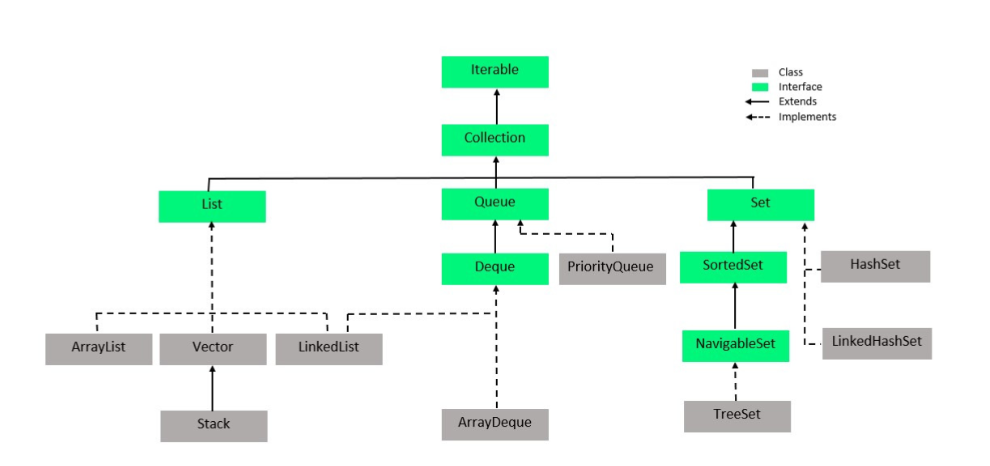 Iterable
Class
Interface
Extends
Implements
Collection
List
Queue
Set
Deque
PriorityQueue
SortedSet
HashSet
ArrayList
Vector
LinkedList
NavigableSet
LinkedHashSet
Stack
ArrayDeque
TreeSet